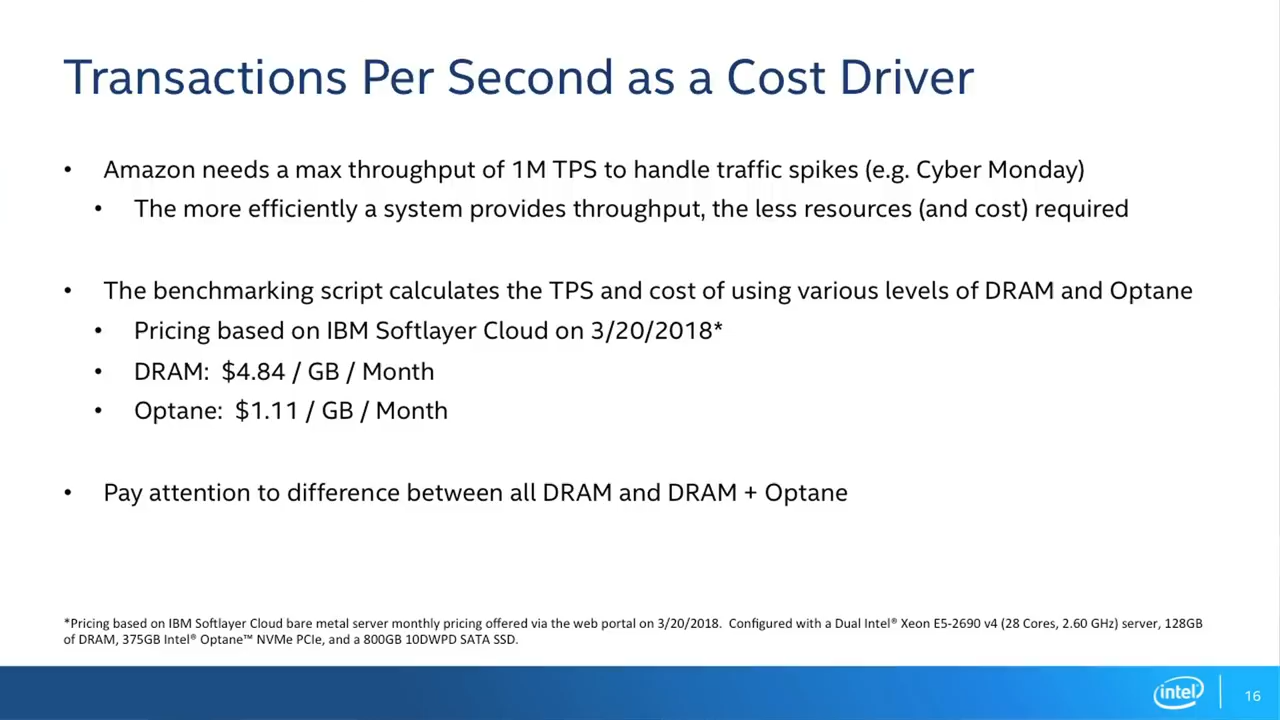 Transactions Per Second as a Cost Driver
• Amazon needs a max throughput of 1M TPS to handle traffic spikes (e.g. Cyber Monday)
• The more efficiently a system provides throughput, the less resources (and cost) required
• The benchmarking script calculates the TPS and cost of using various levels of DRAM and Optane
• Pricing based on IBM Softlayer Cloud on 3/20/2018*
• DRAM: $4.84 / GB / Month
• Optane: $1.11 / GB / Month
• Pay attention to difference between all DRAM and DRAM + Optane
*Pricing based on IBM Softlayer Cloud bare metal server monthly pricing offered via the web portal on 3/20/2018. Configured with a Dual Intel® Xeon E5-2690 v4 (28 Cores, 2.60 GHz) server, 128GB
of DRAM, 375GB Intel® Optane™ NVMe PCIe, and a 800GB 10DWPD SATA SSD.
intel
16